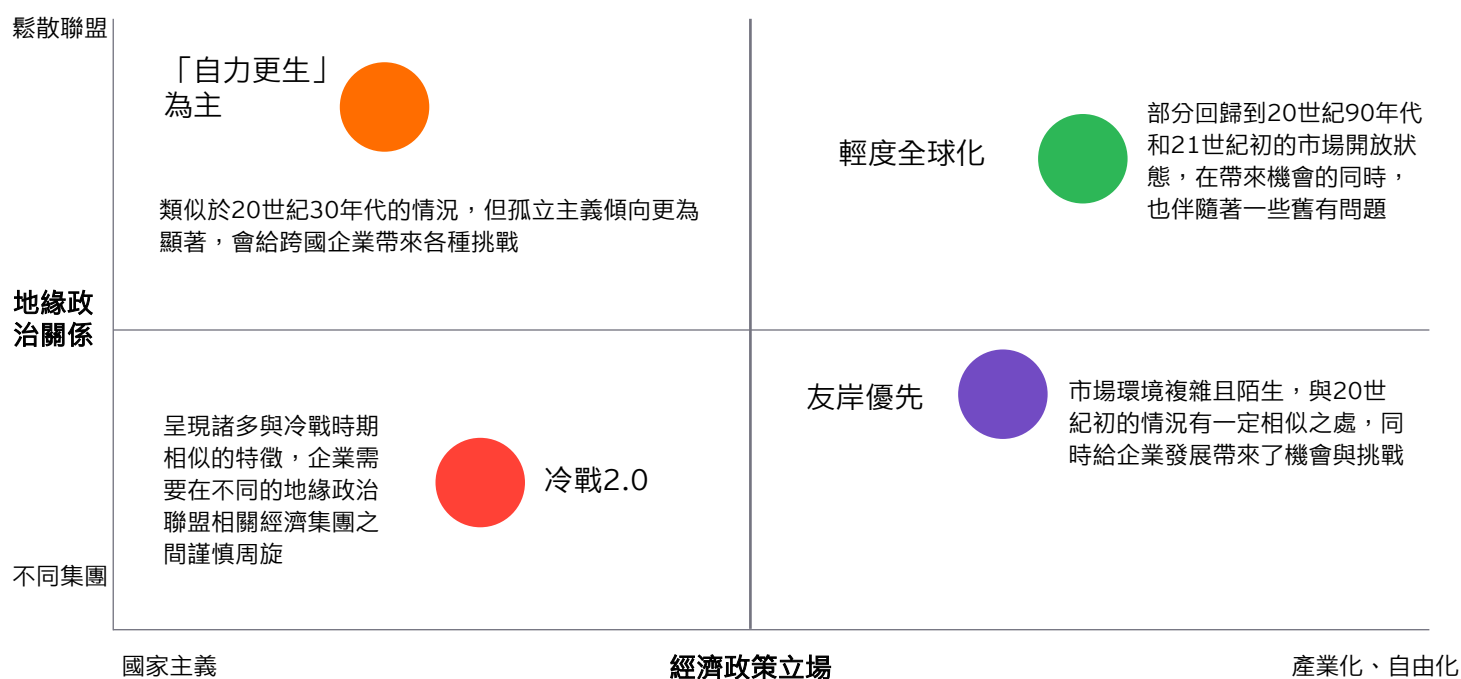 鬆散聯盟
「自力更生」
為主
類似於20世紀30年代的情況，但孤立主義傾向更為
顯著，會給跨國企業帶來各種挑戰
輕度全球化
部分回歸到20世紀90年代
和21世紀初的市場開放狀
態，在帶來機會的同時，
也伴隨著一些舊有問題
地緣政
治關係
呈現諸多與冷戰時期
相似的特徵，企業需
要在不同的地緣政治
聯盟相關經濟集團之
間謹慎周旋
冷戰2.0
友岸優先
市場環境複雜且陌生，與20世
紀初的情況有一定相似之處，同
時給企業發展帶來了機會與挑戰
不同集團
國家主義
經濟政策立場
產業化、自由化